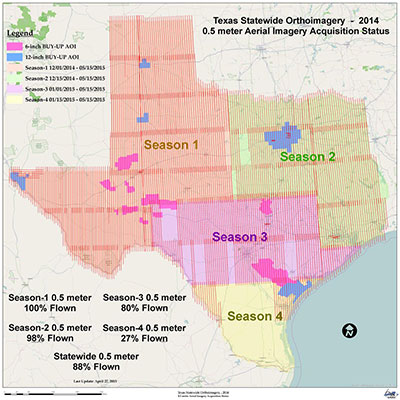 Texas Statewide Orthoimagery - 2014
0.5 meter Aerial Imagery Acquisition Status
Legend
6-inch BUY-UP AOI
12-inch BUY-UP AOI
Season-1 12/01/2014 - 03/15/2015
Season-2 12/15/2014 - 03/15/2015
Season-3 01/01/2015 - 03/15/2015
Season-4 01/15/2015 - 03/15/2015
Season 1
Season 2
Season 3
Season 4
Season-1 0.5 meter
100% Flown
Season-3 0.5 meter
80% Flown
Season-2 0.5 meter
98% Flown
Season-4 0.5 meter
27% Flown
Statewide 0.5 meter
88% Flown
Last Update: April 27, 2015
N
Texas Statewide Orthoimagery - 2014
0.5 meter Aerial Imagery Acquisition Status